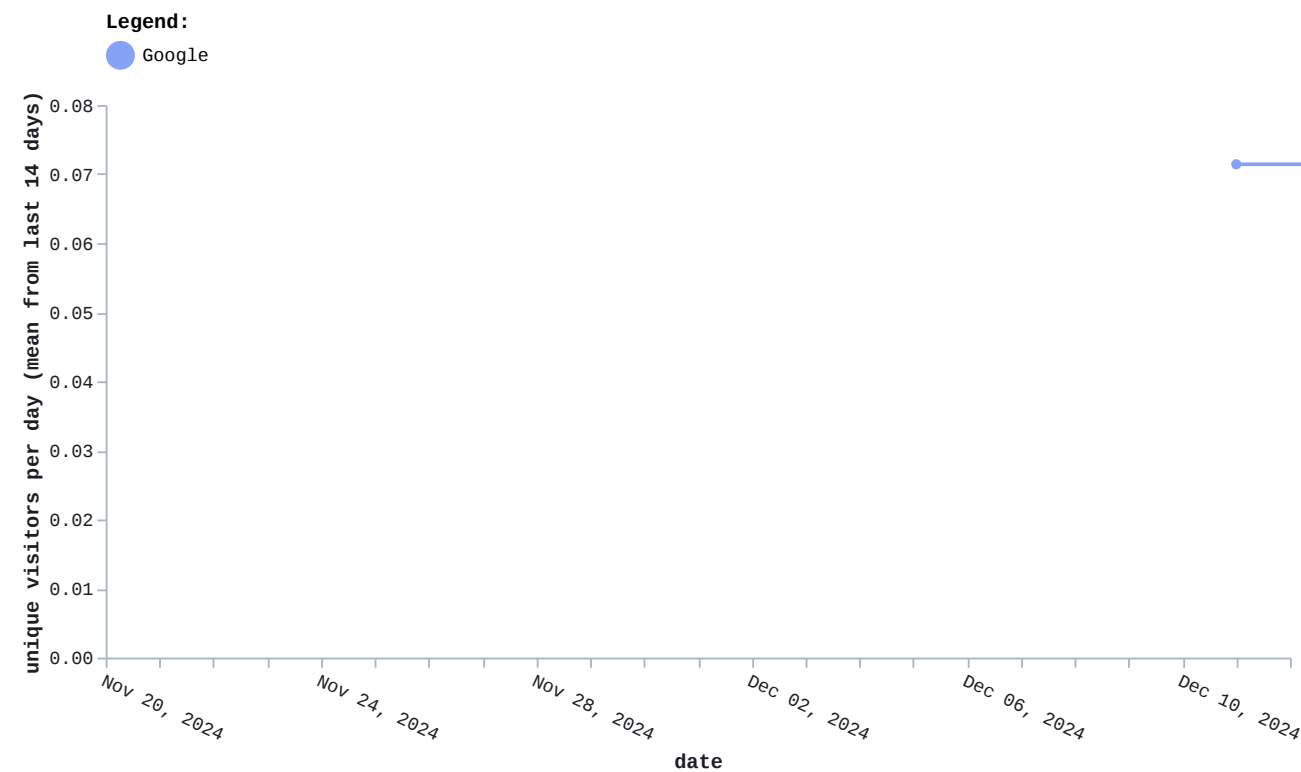 Legend:
Google
unique visitors per day (mean from last 14 days)
0.08
0.07
0.06
0.05
0.04
0.03
0.02
0.01
0.00
Nov 20, 2024
Nov 24, 2024
Nov 28, 2024
Dec 02, 2024
Dec 06, 2024
Dec 10, 2024
date